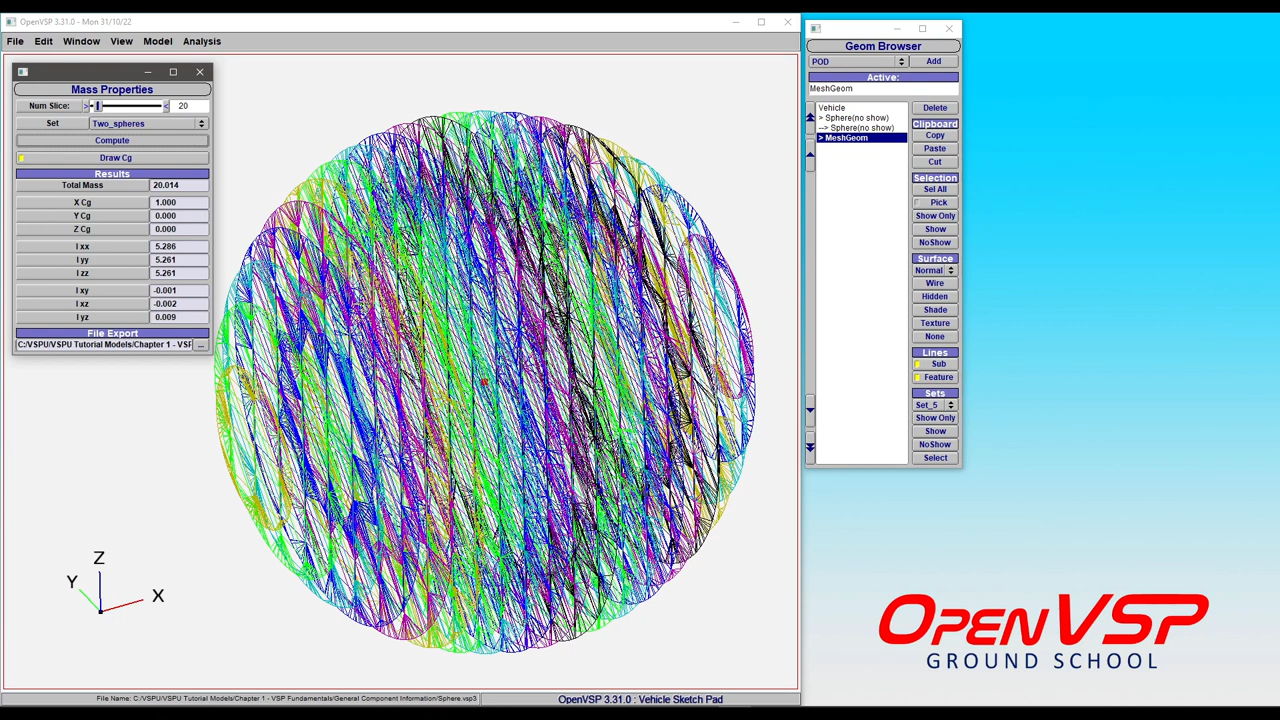 OpenVSP 3.31.0 - Mon 31/10/22
File Edit Window View Model Analysis
Mass Properties
Num Slice: > < 20
Set Two_spheres
Compute
Draw Cg
Results
Total Mass 20.014
X Cg 1.000
Y Cg 0.000
Z Cg 0.000
I xx 5.286
I yy 5.261
I zz 5.261
I xy -0.001
I xz -0.002
I yz 0.009
File Export
C:/VSPU/VSPU Tutorial Models/Chapter 1 - VSF ...
Z
Y
X
File Name: C:/VSPU/VSPU Tutorial Models/Chapter 1 - VSP Fundamentals/General Component Information/Sphere.vsp3
OpenVSP 3.31.0 : Vehicle Sketch Pad
Geom Browser
POD Add
Active:
MeshGeom
Vehicle
> Sphere(no show)
--> Sphere(no show)
> MeshGeom
Delete
Clipboard
Copy
Paste
Cut
Selection
Sel All
Pick
Show Only
Show
NoShow
Surface
Normal
Wire
Hidden
Shade
Texture
None
Lines
Sub
Feature
Sets
Set_5
Show Only
Show
NoShow
Select
OpenVSP
GROUND SCHOOL